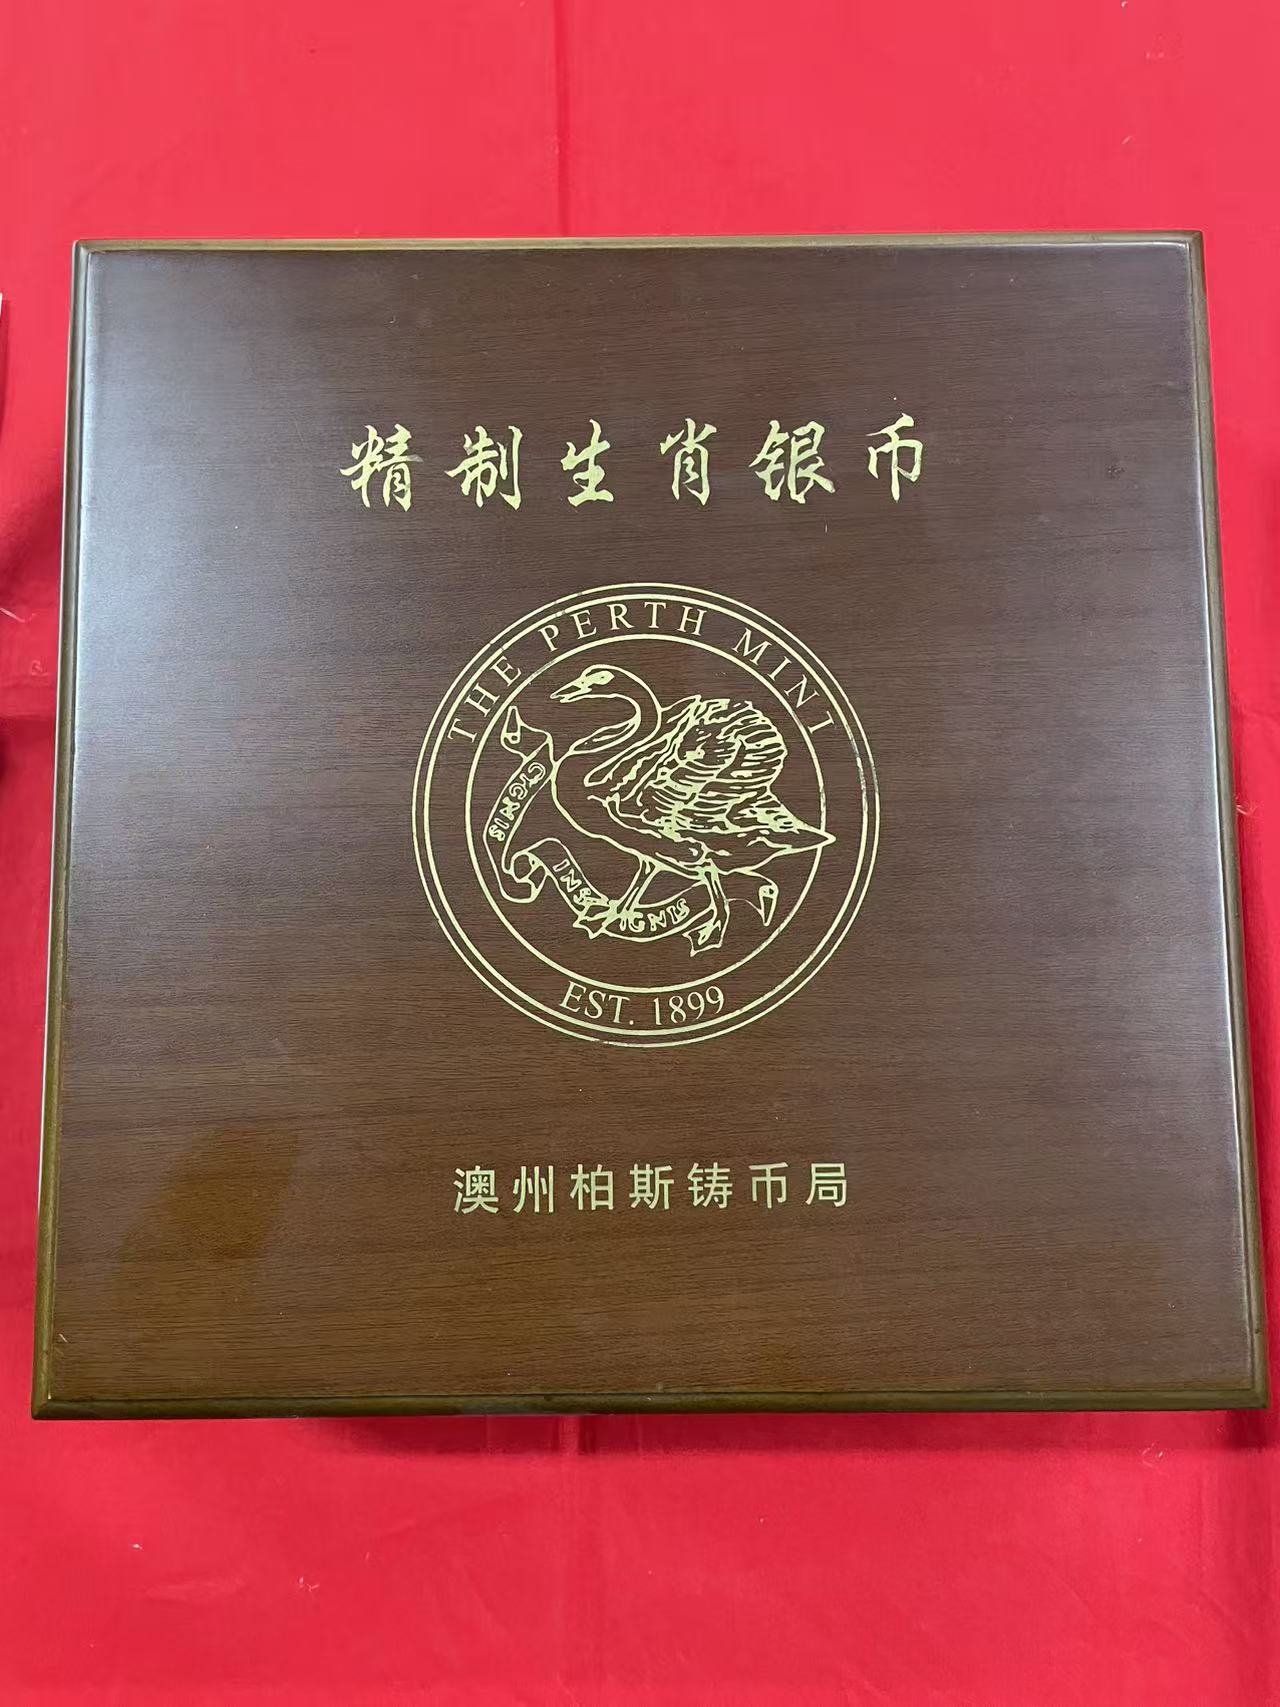 精制生肖银币
THE PERTH MINT
CYGNIS
INSIGNIS
EST. 1899
澳州柏斯铸币局